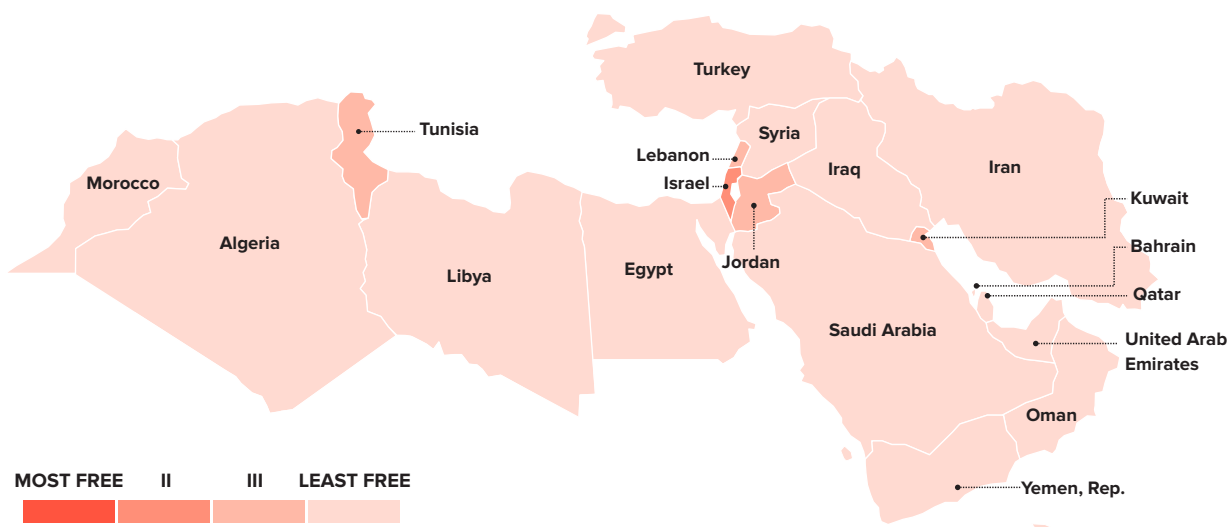 Turkey
Tunisia
Syria
Lebanon
Iran
Iraq
Morocco
Israel
Kuwait
Algeria
Bahrain
Jordan
Egypt
Libya
Qatar
Saudi Arabia
United Arab
Emirates
Oman
MOST FREE II III LEAST FREE
Yemen, Rep.